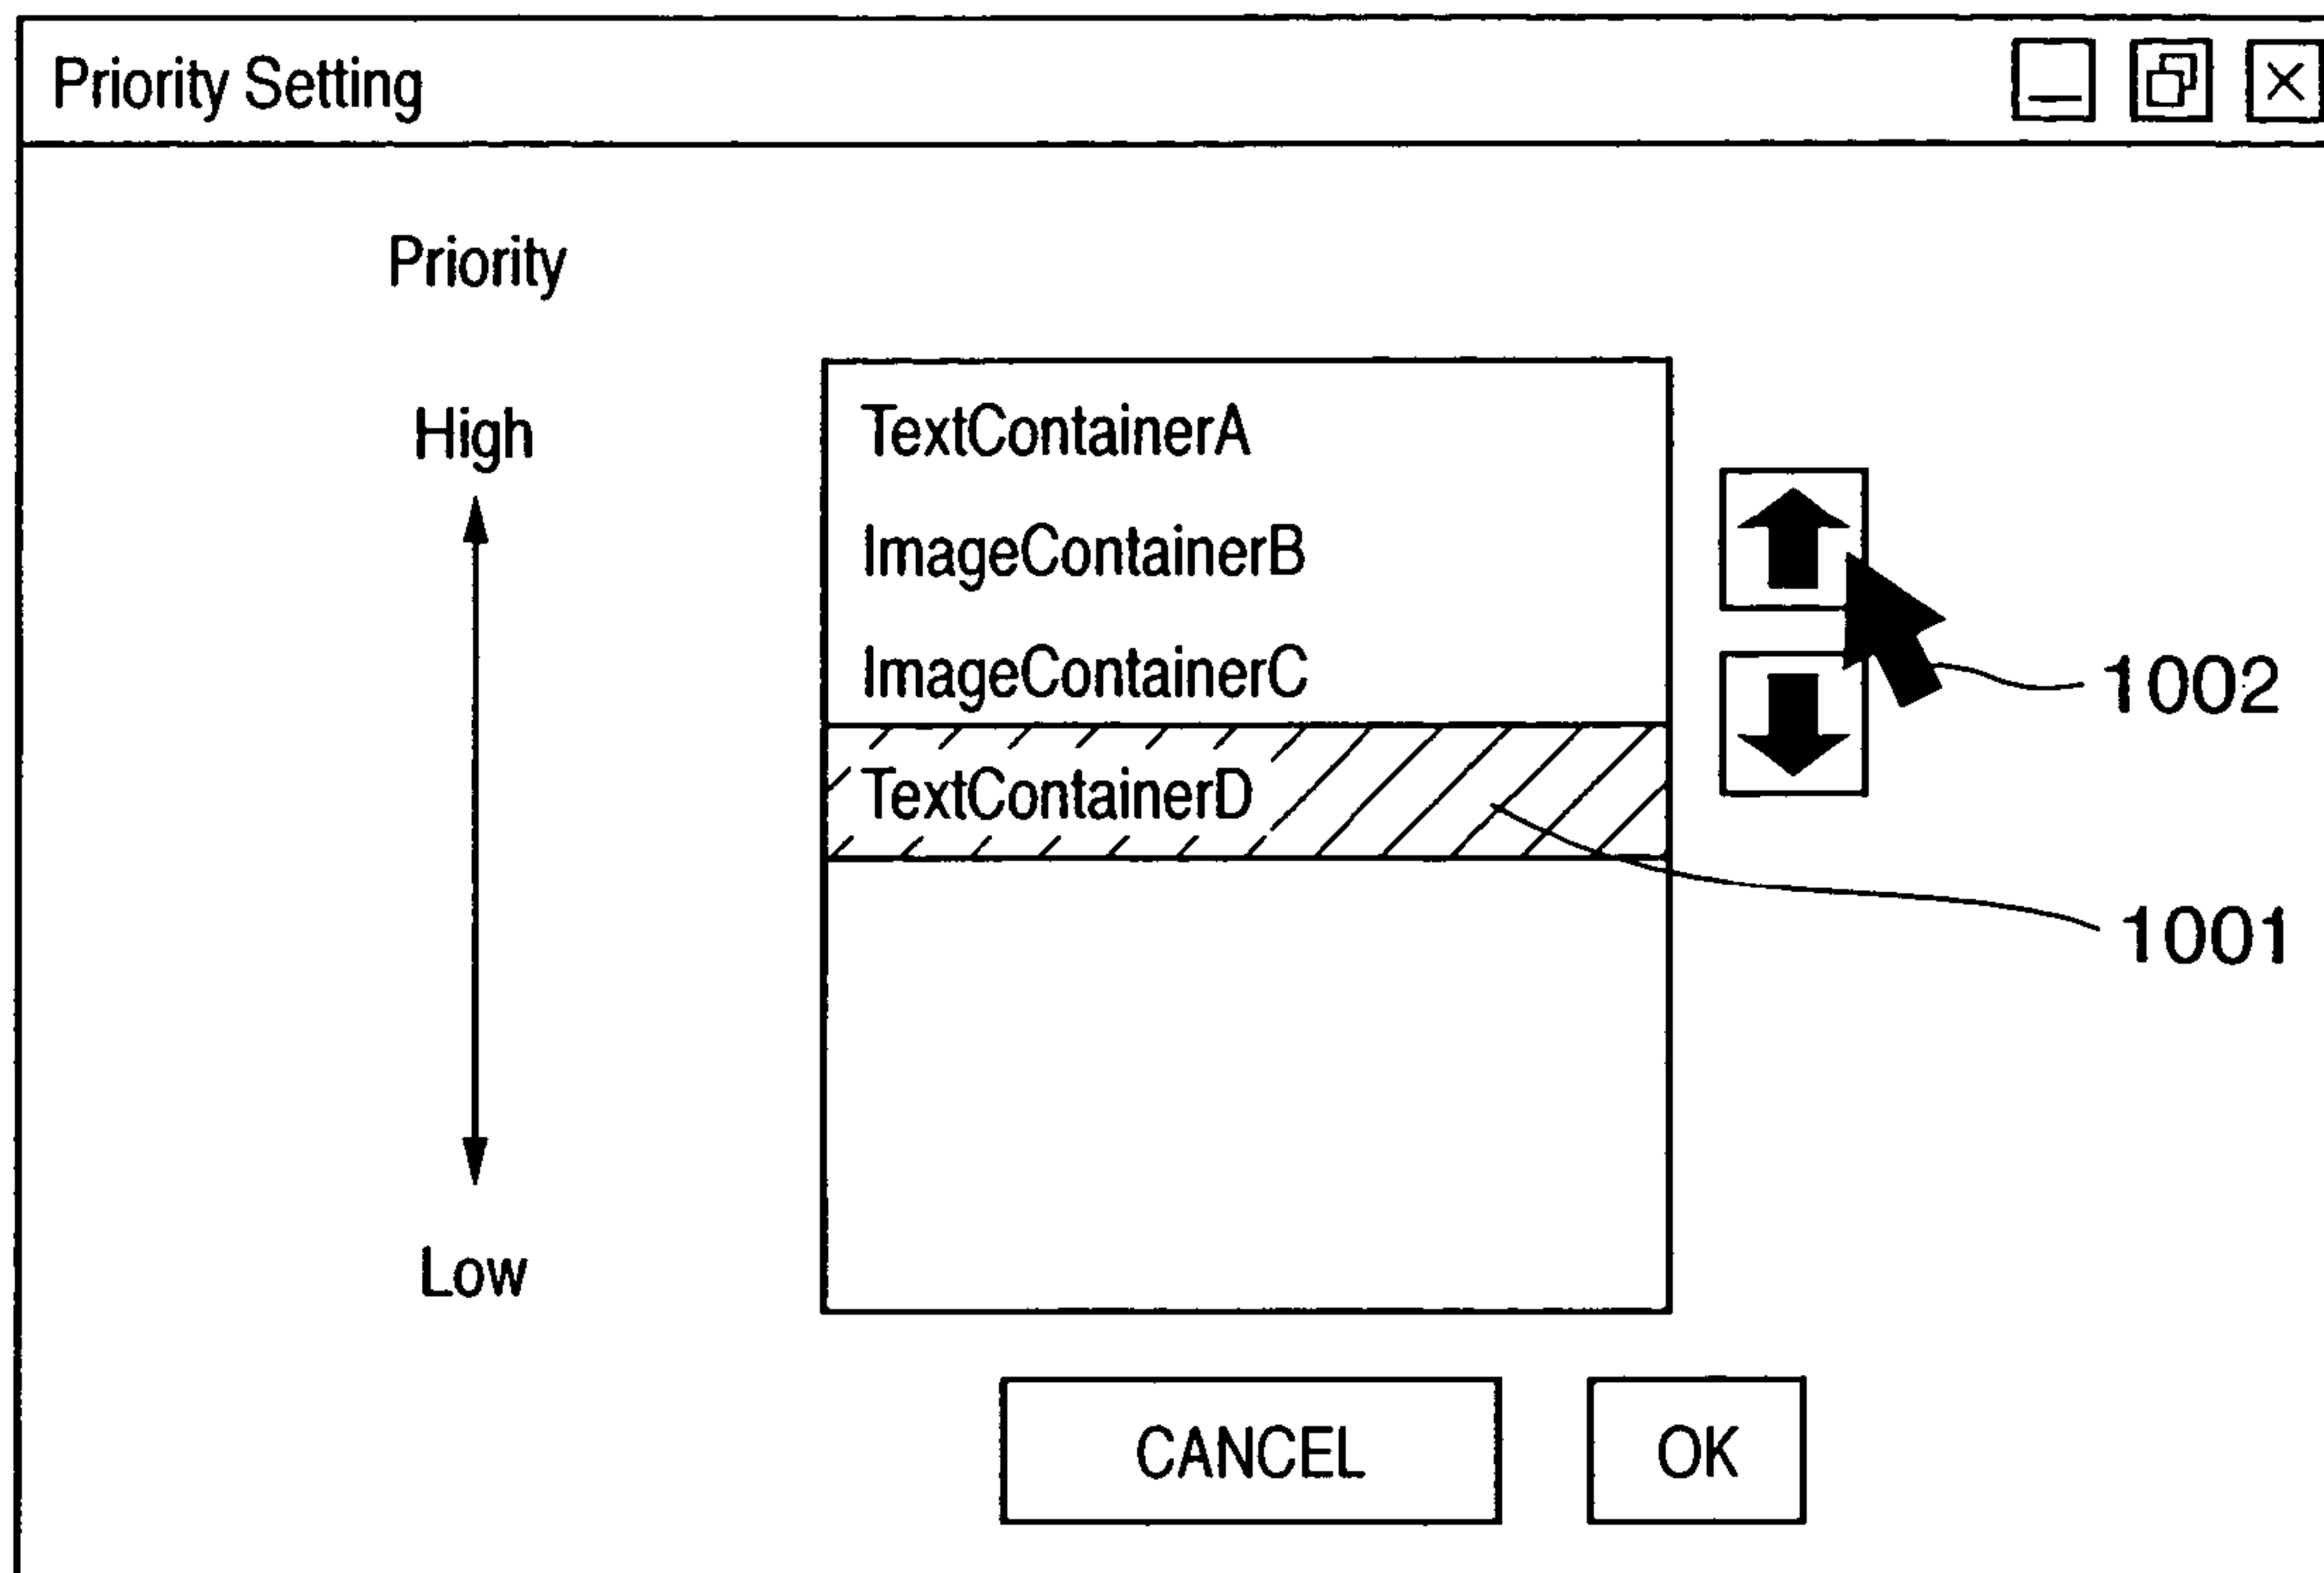 Priority Setting
Priority
High
TextContainerA
ImageContainerB
ImageContainerC
1002
TextContainerD
1001
Low
CANCEL
OK